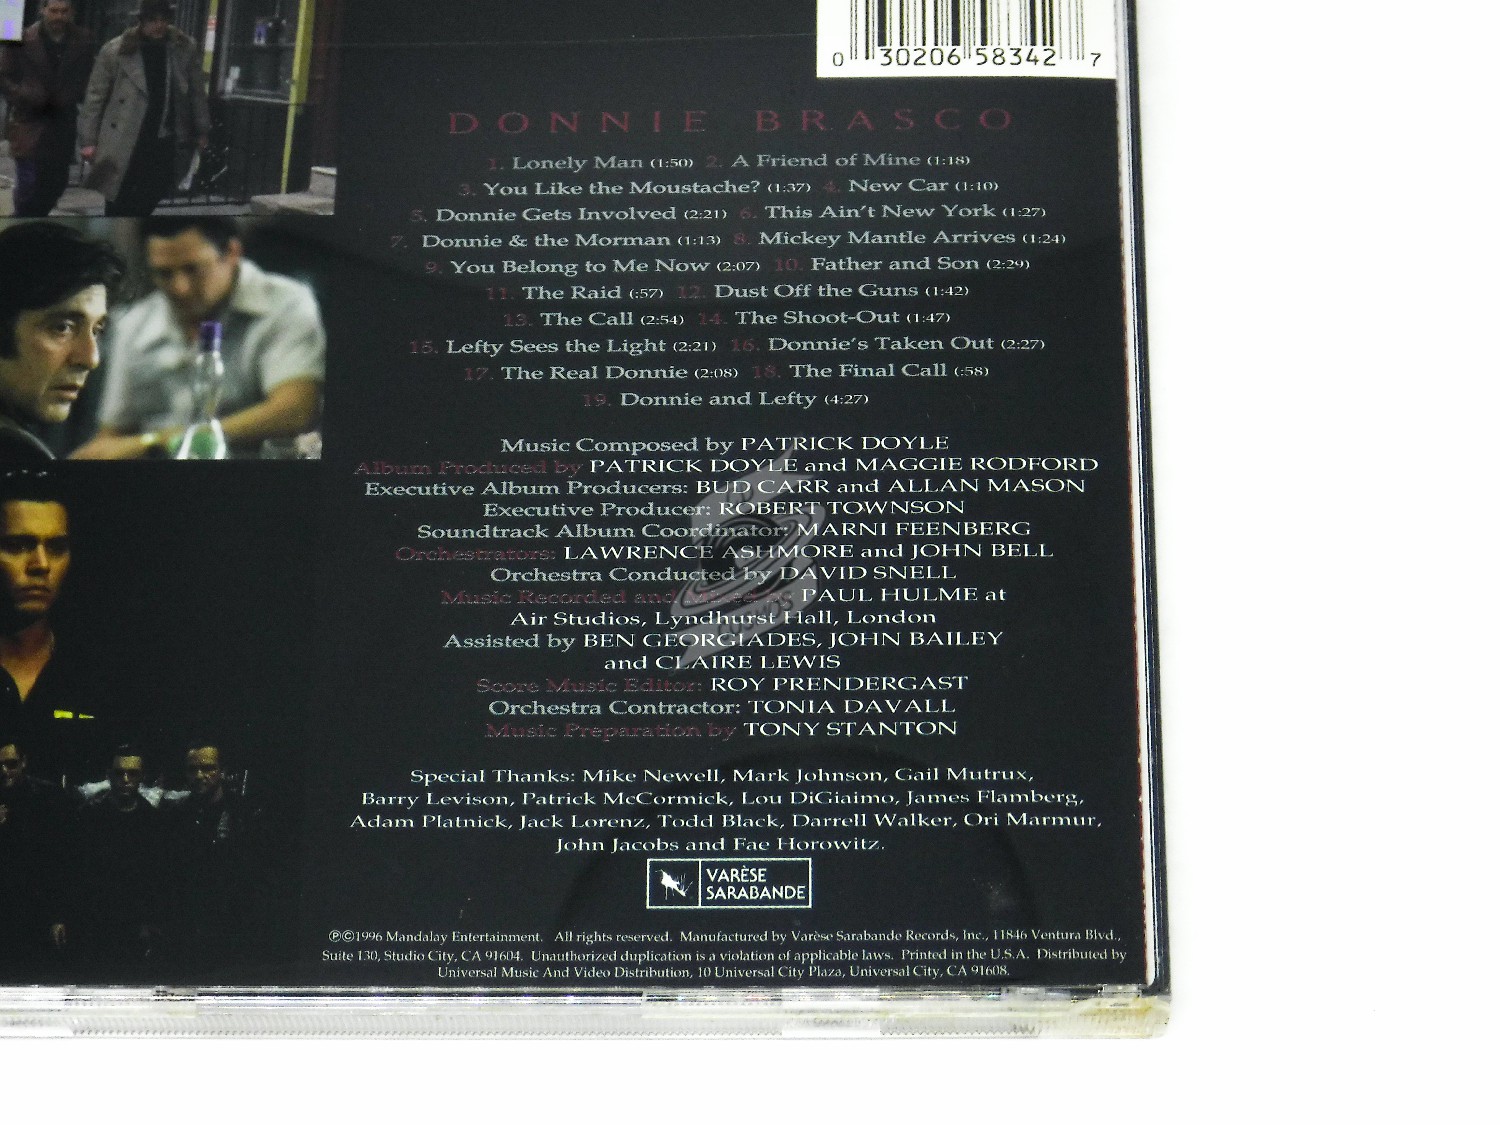 0 30206 58342 7
DONNIE BRASCO
1. Lonely Man (1:50) 2. A Friend of Mine (1:18)
3. You Like the Moustache? (1:37) 4. New Car (1:10)
5. Donnie Gets Involved (2:21) 6. This Ain't New York (1:27)
7. Donnie & the Morman (1:13) 8. Mickey Mantle Arrives (1:24)
9. You Belong to Me Now (2:07) 10. Father and Son (2:29)
11. The Raid (:57) 12. Dust Off the Guns (1:42)
13. The Call (2:54) 14. The Shoot-Out (1:47)
15. Lefty Sees the Light (2:21) 16. Donnie's Taken Out (2:27)
17. The Real Donnie (2:08) 18. The Final Call (:58)
19. Donnie and Lefty (4:27)
Music Composed by PATRICK DOYLE
Album Produced by PATRICK DOYLE and MAGGIE RODFORD
Executive Album Producers: BUD CARR and ALLAN MASON
Executive Producer: ROBERT TOWNSON
Soundtrack Album Coordinator: MARNI FEENBERG
Orchestrators: LAWRENCE ASHMORE and JOHN BELL
Orchestra Conducted by DAVID SNELL
Music Recorded and Mixed by PAUL HULME at
Air Studios, Lyndhurst Hall, London
Assisted by BEN GEORGIADES, JOHN BAILEY
and CLAIRE LEWIS
Score Music Editor: ROY PRENDERGAST
Orchestra Contractor: TONIA DAVALL
Music Preparation by TONY STANTON
Special Thanks: Mike Newell, Mark Johnson, Gail Mutrux,
Barry Levison, Patrick McCormick, Lou DiGiaimo, James Flamberg,
Adam Platnick, Jack Lorenz, Todd Black, Darrell Walker, Ori Marmur,
John Jacobs and Fae Horowitz.
VARÈSE
SARABANDE
℗©1996 Mandalay Entertainment. All rights reserved. Manufactured by Varèse Sarabande Records, Inc., 11846 Ventura Blvd.,
Suite 130, Studio City, CA 91604. Unauthorized duplication is a violation of applicable laws. Printed in the U.S.A. Distributed by
Universal Music And Video Distribution, 10 Universal City Plaza, Universal City, CA 91608.